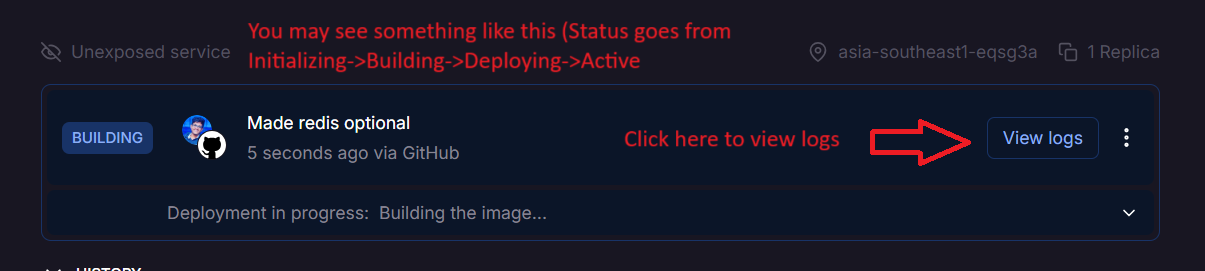 You may see something like this (Status goes from
Unexposed service
Initializing->Building->Deploying->Active
asia-southeast1-eqsg3a
1 Replica
BUILDING
Made redis optional
5 seconds ago via GitHub
Click here to view logs
View logs
Deployment in progress: Building the image...
HISTORY